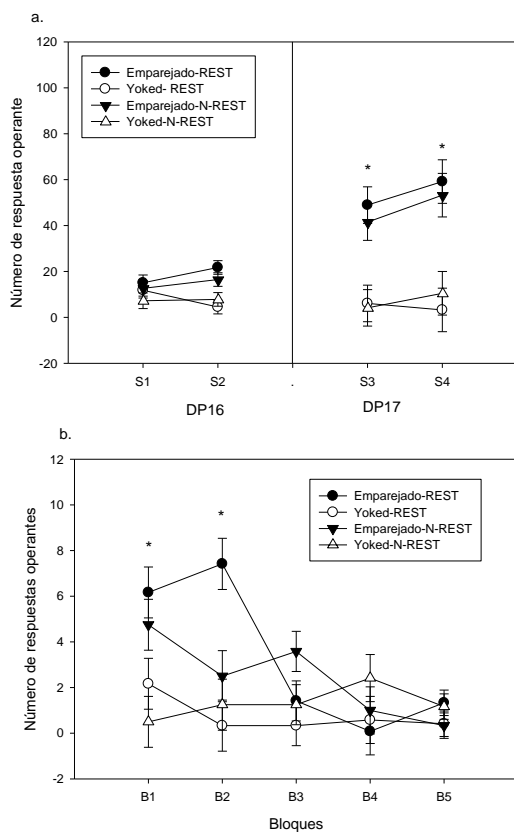 a.
120
100
80
60
40
20
0
-20
Número de respuesta operante
Emparejado-REST
Yoked- REST
Emparejado-N-REST
Yoked-N-REST
*
*
S1
S2
.
S3
S4
DP16
DP17
b.
12
10
8
6
4
2
0
-2
Número de respuestas operantes
Emparejado-REST
Yoked-REST
Emparejado-N-REST
Yoked-N-REST
*
*
B1
B2
B3
B4
B5
Bloques